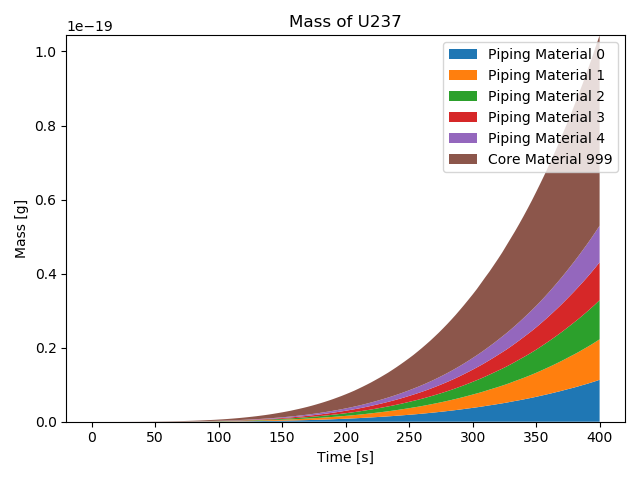 Mass of U237
1e−19
1.0
0.8
0.6
0.4
0.2
0.0
Mass [g]
Piping Material 0
Piping Material 1
Piping Material 2
Piping Material 3
Piping Material 4
Core Material 999
0 50 100 150 200 250 300 350 400
Time [s]